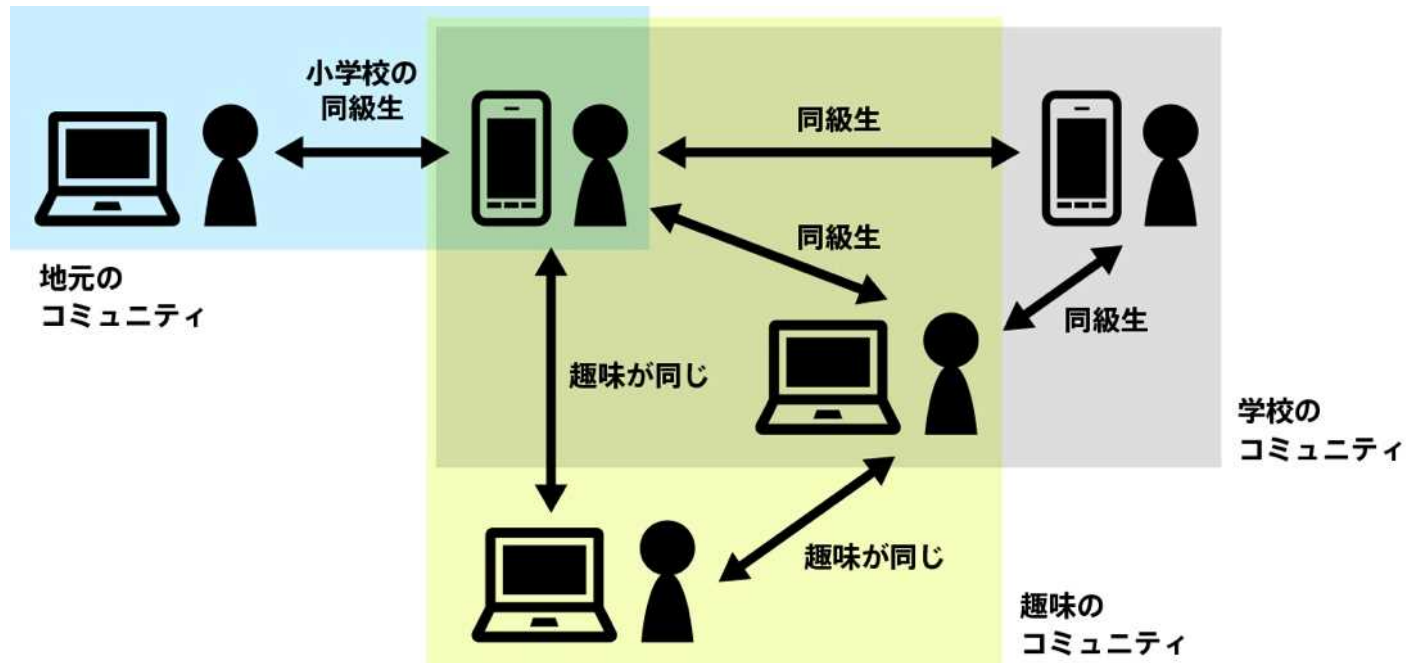 小学校の
同級生
同級生
同級生
同級生
地元の
コミュニティ
趣味が同じ
学校の
コミュニティ
趣味が同じ
趣味の
コミュニティ